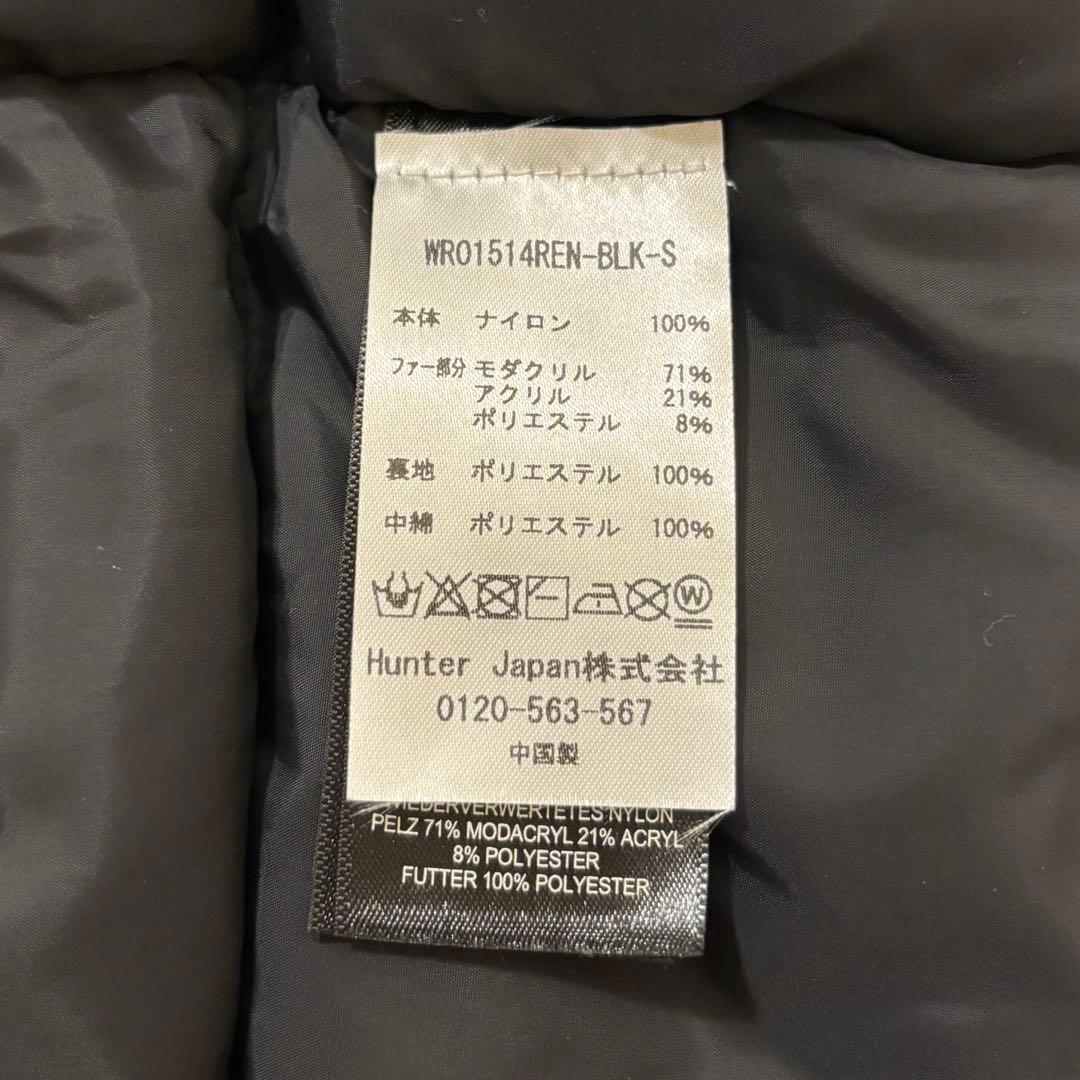 WRO1514REN-BLK-S
本体 ナイロン 100%
ファー部分 モダクリル 71%
アクリル 21%
ポリエステル 8%
裏地 ポリエステル 100%
中綿 ポリエステル 100%
W
Hunter Japan株式会社
0120-563-567
中国製
WIEDERVERWERTETES NYLON
PELZ 71% MODACRYL 21% ACRYL
8% POLYESTER
FUTTER 100% POLYESTER